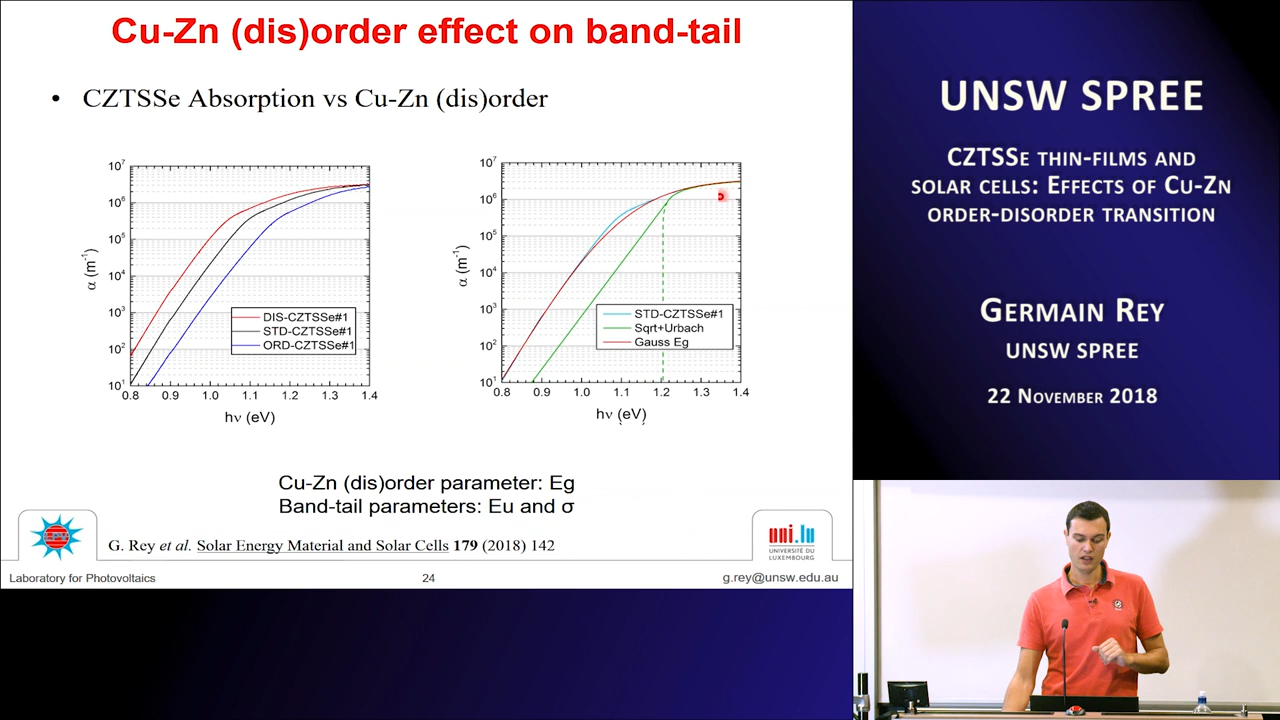 Cu-Zn (dis)order effect on band-tail
• CZTSSe Absorption vs Cu-Zn (dis)order
10⁷
10⁶
10⁵
10⁴
10³
10²
10¹
α (m⁻¹)
DIS-CZTSSe#1
STD-CZTSSe#1
ORD-CZTSSe#1
0.8 0.9 1.0 1.1 1.2 1.3 1.4
hν (eV)
10⁷
10⁶
10⁵
10⁴
10³
10²
10¹
α (m⁻¹)
STD-CZTSSe#1
Sqrt+Urbach
Gauss Eg
0.8 0.9 1.0 1.1 1.2 1.3 1.4
hν (eV)
Cu-Zn (dis)order parameter: Eg
Band-tail parameters: Eu and σ
G. Rey et al. Solar Energy Material and Solar Cells 179 (2018) 142
uni.lu
UNIVERSITÉ DU
LUXEMBOURG
Laboratory for Photovoltaics
24
g.rey@unsw.edu.au
UNSW SPREE
CZTSSe thin-films and
solar cells: Effects of Cu-Zn
order-disorder transition
Germain Rey
UNSW SPREE
22 November 2018